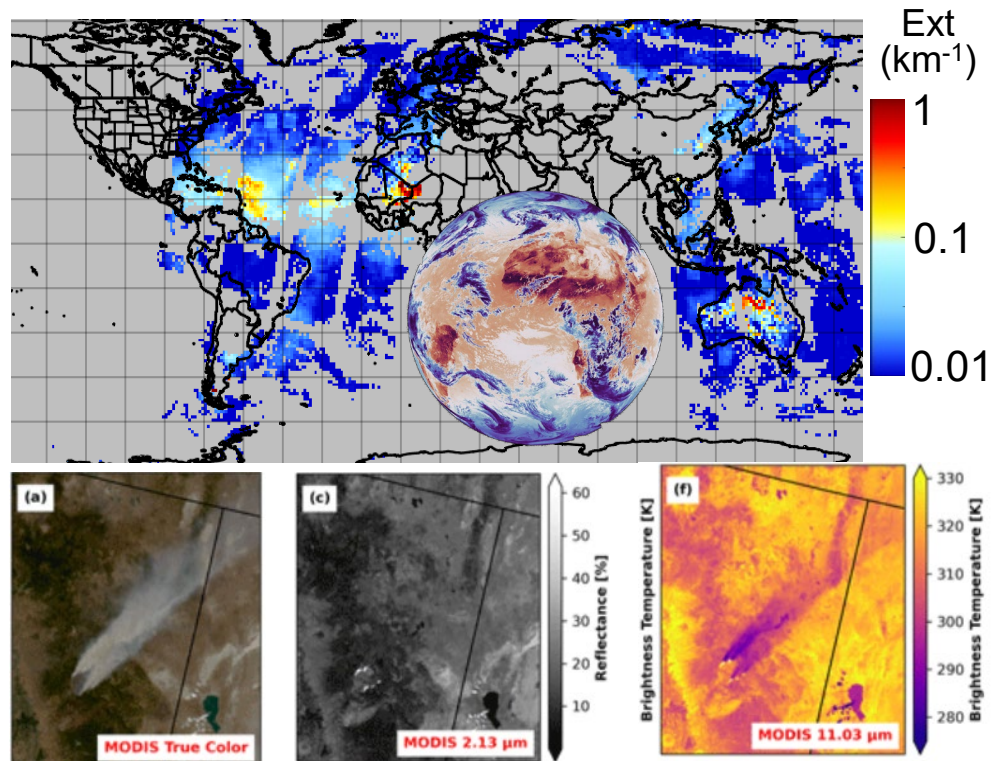 Ext
(km-1)
1
0.1
0.01
(a)
MODIS True Color
(c)
MODIS 2.13 μm
60
50
40
30
20
10
Reflectance [%]
Brightness Temperature [K]
(f)
MODIS 11.03 μm
330
320
310
300
290
280
Brightness Temperature [K]